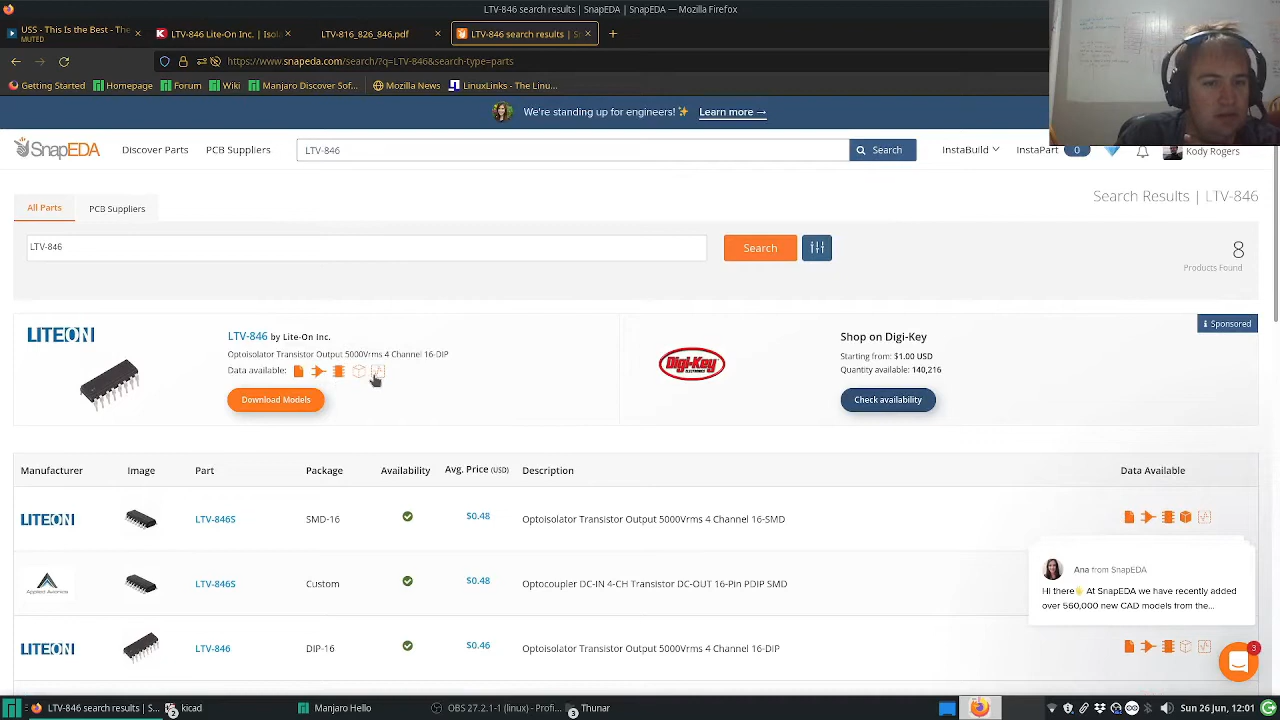 LTV-846 search results | SnapEDA | SnapEDA — Mozilla Firefox
USS - This Is the Best - The
MUTED
LTV-846 Lite-On Inc. | Isol
LTV-816_826_846.pdf
LTV-846 search results | S
https://www.snapeda.com/search/?q=LTV-846&search-type=parts
Getting Started
Homepage
Forum
Wiki
Manjaro Discover Sof...
Mozilla News
LinuxLinks - The Linu...
We're standing up for engineers! ✨ Learn more →
SnapEDA
Discover Parts
PCB Suppliers
LTV-846
Search
InstaBuild
InstaPart
0
Kody Rogers
All Parts
PCB Suppliers
Search Results | LTV-846
LTV-846
Search
8
Products Found
LITEON
LTV-846 by Lite-On Inc.
Optoisolator Transistor Output 5000Vrms 4 Channel 16-DIP
Data available:
Download Models
Sponsored
Digi-Key
ELECTRONICS
Shop on Digi-Key
Starting from: $1.00 USD
Quantity available: 140,216
Check availability
Manufacturer Image Part Package Availability Avg. Price (USD) Description Data Available
LITEON LTV-846S SMD-16 $0.48 Optoisolator Transistor Output 5000Vrms 4 Channel 16-SMD
Applied Avionics LTV-846S Custom $0.48 Optocoupler DC-IN 4-CH Transistor DC-OUT 16-Pin PDIP SMD
LITEON LTV-846 DIP-16 $0.46 Optoisolator Transistor Output 5000Vrms 4 Channel 16-DIP
Ana from SnapEDA
Hi there👋 At SnapEDA we have recently added
over 560,000 new CAD models from the...
3
LTV-846 search results | S...
2
kicad
Manjaro Hello
OBS 27.2.1-1 (linux) - Profi...
2
Thunar
2
Sun 26 Jun, 12:01